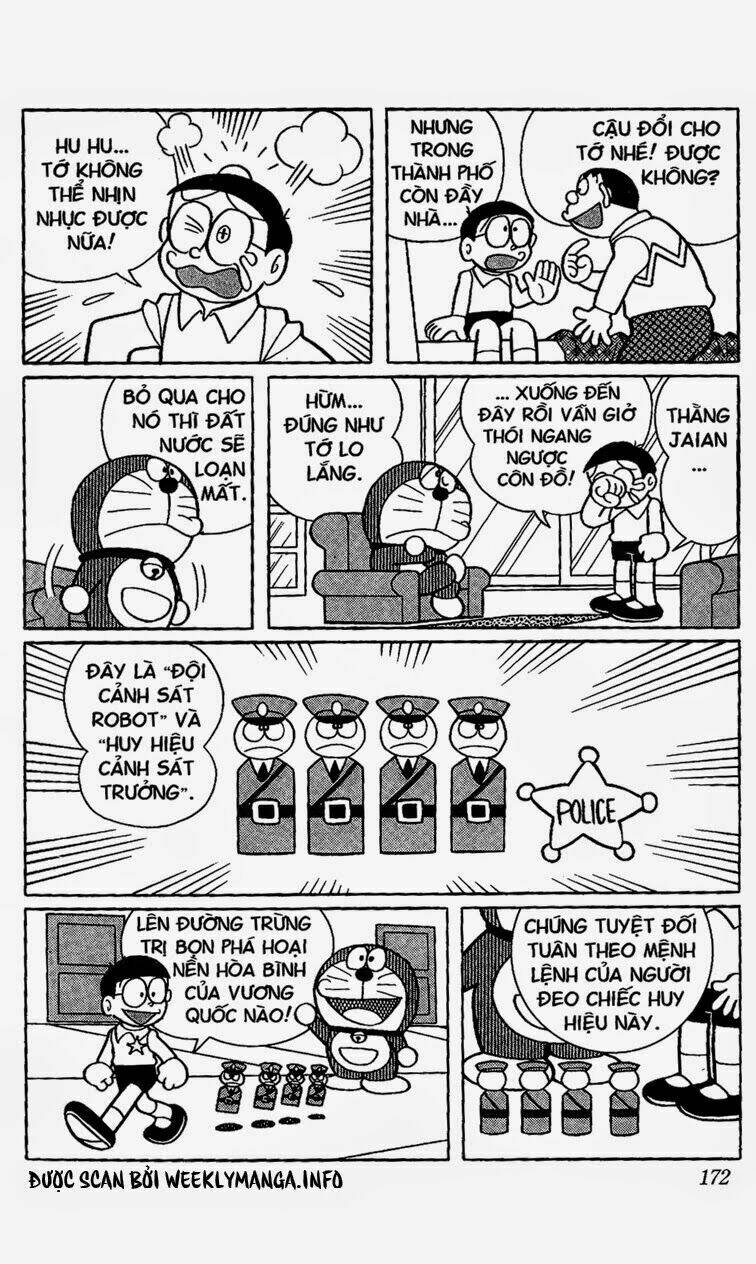 CẬU ĐỔI CHO
TỚ NHÉ! ĐƯỢC
KHÔNG?
NHƯNG
TRONG
THÀNH PHỐ
CÒN ĐẦY
NHÀ...
HU HU...
TỚ KHÔNG
THỂ NHỊN
NHỤC ĐƯỢC
NỮA!
THẰNG
JAIAN
...
... XUỐNG ĐẾN
ĐÂY RỒI VẪN GIỞ
THÓI NGANG
NGƯỢC
CÔN ĐỒ!
HỪM...
ĐÚNG NHƯ
TỚ LO
LẮNG.
BỎ QUA CHO
NÓ THÌ ĐẤT
NƯỚC SẼ
LOẠN
MẤT.
ĐÂY LÀ “ĐỘI
CẢNH SÁT
ROBOT” VÀ
“HUY HIỆU
CẢNH SÁT
TRƯỞNG”.
POLICE
CHÚNG TUYỆT ĐỐI
TUÂN THEO MỆNH
LỆNH CỦA NGƯỜI
ĐEO CHIẾC HUY
HIỆU NÀY.
LÊN ĐƯỜNG TRỪNG
TRỊ BỌN PHÁ HOẠI
NỀN HÒA BÌNH
CỦA VƯƠNG
QUỐC NÀO!
ĐƯỢC SCAN BỞI WEEKLYMANGA.INFO
172